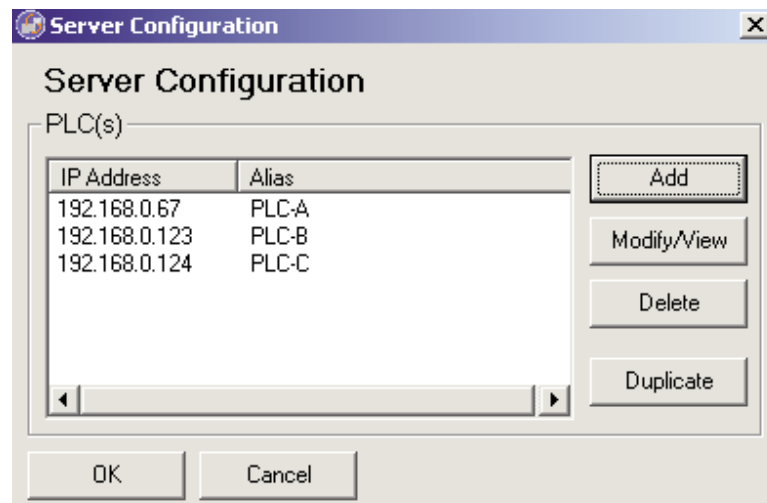 Server Configuration
Server Configuration
PLC(s)
IP Address Alias
192.168.0.67 PLC-A
192.168.0.123 PLC-B
192.168.0.124 PLC-C
Add
Modify/View
Delete
Duplicate
OK Cancel